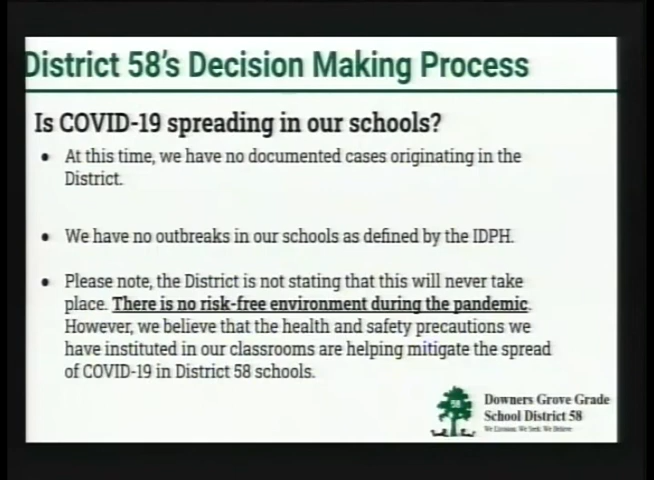 District 58's Decision Making Process
Is COVID-19 spreading in our schools?
• At this time, we have no documented cases originating in the
District.
• We have no outbreaks in our schools as defined by the IDPH.
• Please note, the District is not stating that this will never take
place. There is no risk-free environment during the pandemic.
However, we believe that the health and safety precautions we
have instituted in our classrooms are helping mitigate the spread
of COVID-19 in District 58 schools.
58
Downers Grove Grade
School District 58